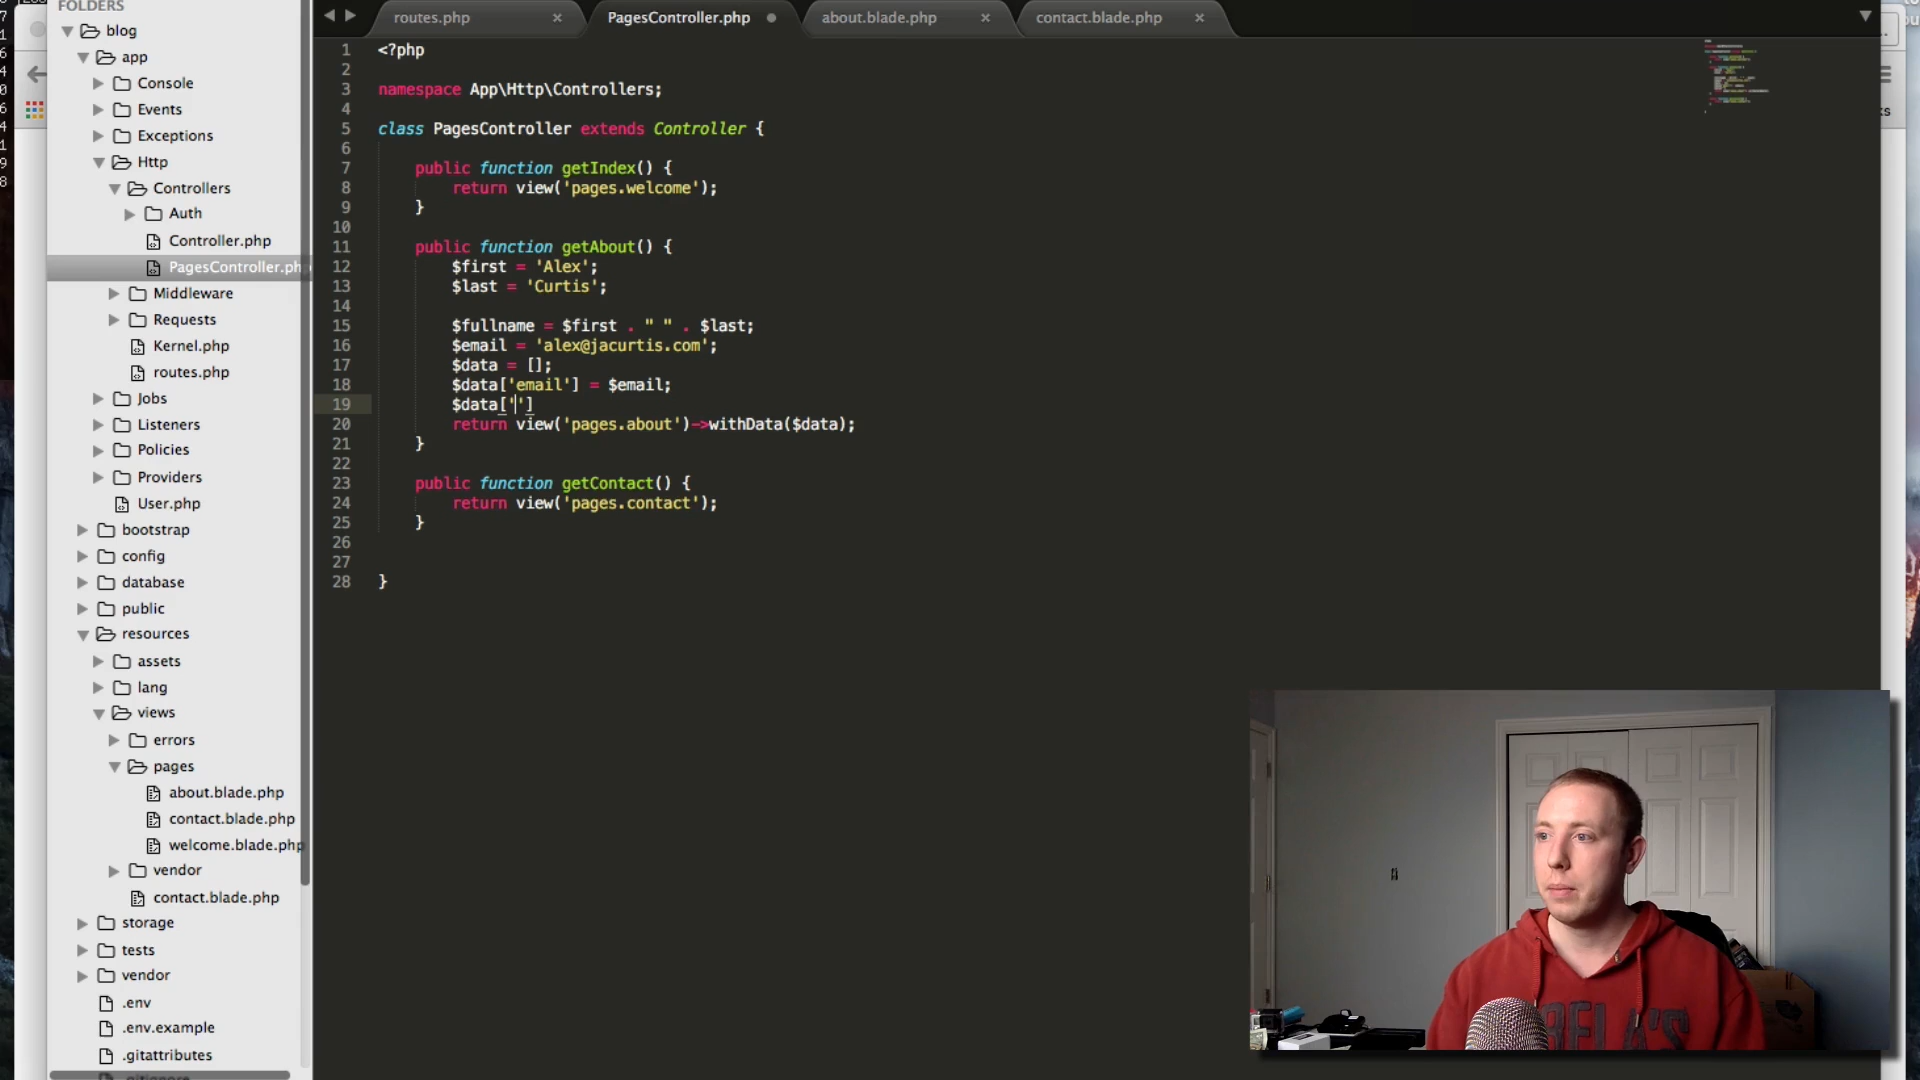 FOLDERS
blog
app
Console
Events
Exceptions
Http
Controllers
Auth
Controller.php
PagesController.ph
Middleware
Requests
Kernel.php
routes.php
Jobs
Listeners
Policies
Providers
User.php
bootstrap
config
database
public
resources
assets
lang
views
errors
pages
about.blade.php
contact.blade.php
welcome.blade.php
vendor
contact.blade.php
storage
tests
vendor
.env
.env.example
.gitattributes
routes.php
PagesController.php
about.blade.php
contact.blade.php
1 <?php
2
3 namespace App\Http\Controllers;
4
5 class PagesController extends Controller {
6
7 public function getIndex() {
8 return view('pages.welcome');
9 }
10
11 public function getAbout() {
12 $first = 'Alex';
13 $last = 'Curtis';
14
15 $fullname = $first . " " . $last;
16 $email = 'alex@jacurtis.com';
17 $data = [];
18 $data['email'] = $email;
19 $data['']
20 return view('pages.about')->withData($data);
21 }
22
23 public function getContact() {
24 return view('pages.contact');
25 }
26
27
28 }